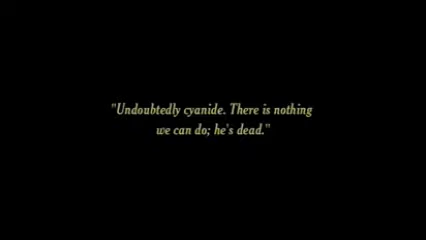 "Undoubtedly cyanide. There is nothing
we can do; he's dead."